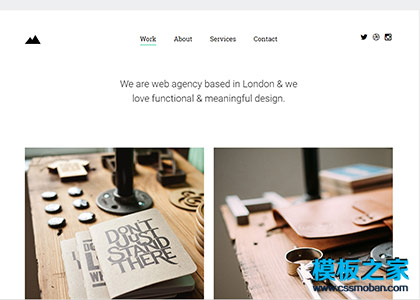 Work About Services Contact
We are web agency based in London & we
love functional & meaningful design.
DON'T
JUST
STAND
THERE
模板之家
www.cssmoban.com